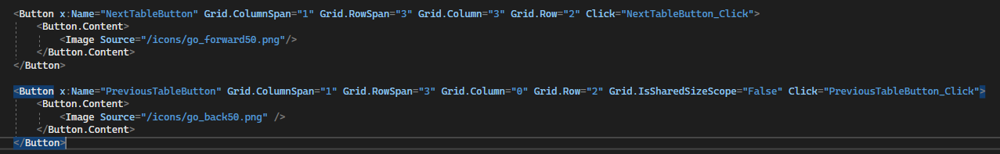 <Button x:Name="NextTableButton" Grid.ColumnSpan="1" Grid.RowSpan="3" Grid.Column="3" Grid.Row="2" Click="NextTableButton_Click">
<Button.Content>
<Image Source="/icons/go_forward50.png"/>
</Button.Content>
</Button>
<Button x:Name="PreviousTableButton" Grid.ColumnSpan="1" Grid.RowSpan="3" Grid.Column="0" Grid.Row="2" Grid.IsSharedSizeScope="False" Click="PreviousTableButton_Click">
<Button.Content>
<Image Source="/icons/go_back50.png" />
</Button.Content>
</Button>